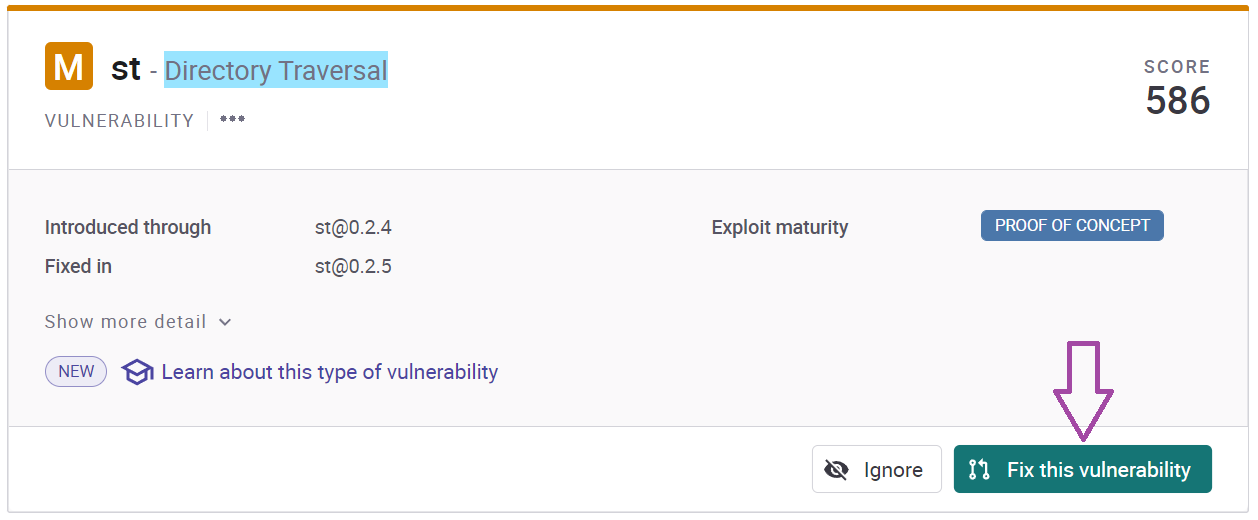 M st - Directory Traversal
SCORE
586
VULNERABILITY
Introduced through st@0.2.4
Exploit maturity PROOF OF CONCEPT
Fixed in st@0.2.5
Show more detail
NEW Learn about this type of vulnerability
Ignore
Fix this vulnerability